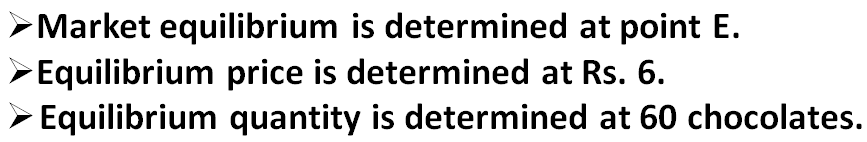 ➢Market equilibrium is determined at point E.
➢Equilibrium price is determined at Rs. 6.
➢ Equilibrium quantity is determined at 60 chocolates.